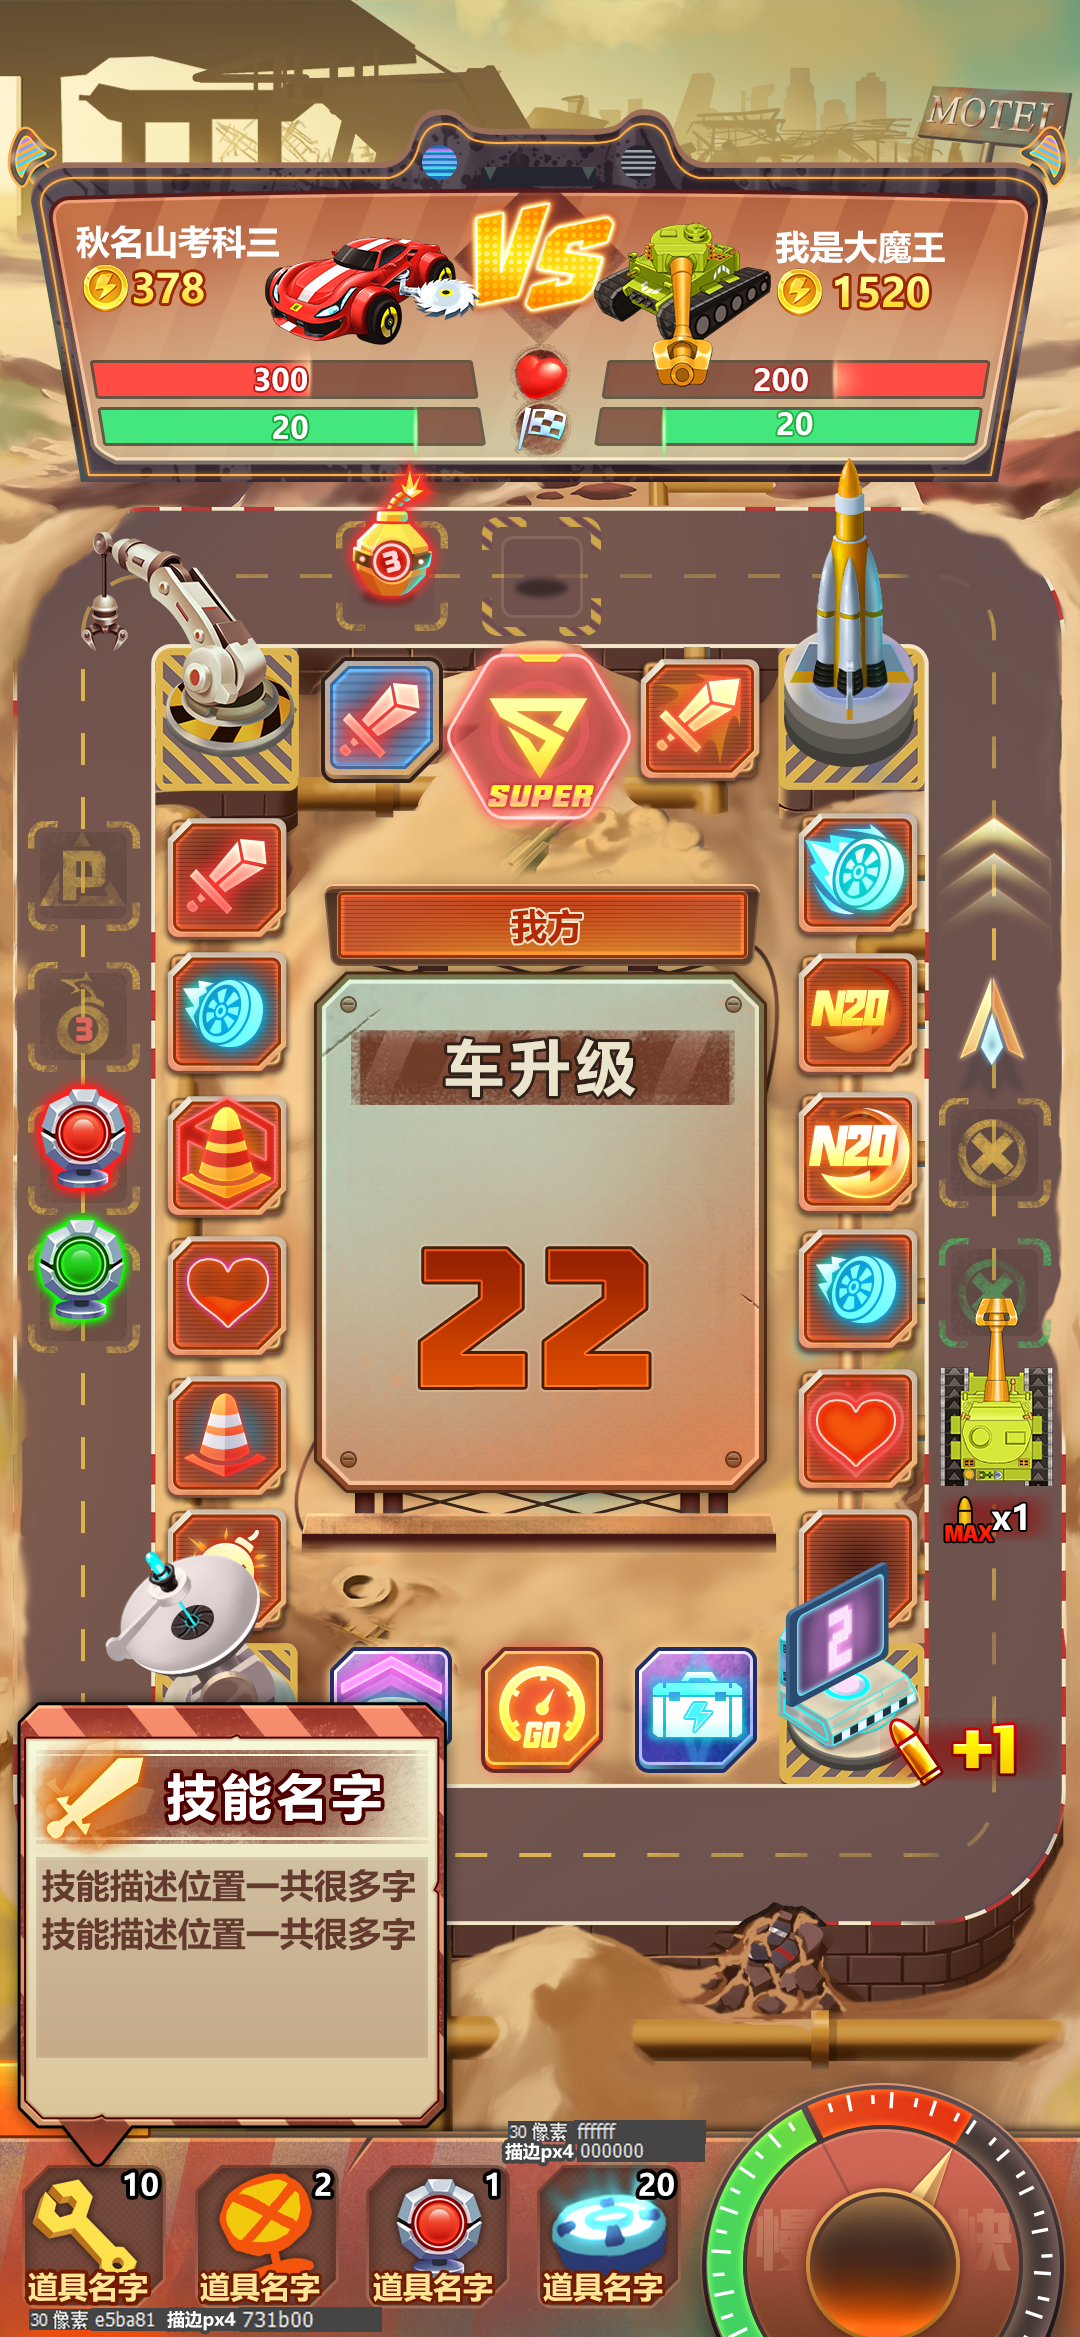 MOTEL
秋名山考科三
VS
我是大魔王
378
1520
300
200
20
20
3
S
SUPER
P
3
我方
车升级
22
N20
N20
MAX x1
2
GO
+1
技能名字
技能描述位置一共很多字
技能描述位置一共很多字
30 像素 ffffff
描边px4 000000
10
2
1
20
慢
快
道具名字
道具名字
道具名字
道具名字
30 像素 e5ba81 描边px4 731b00